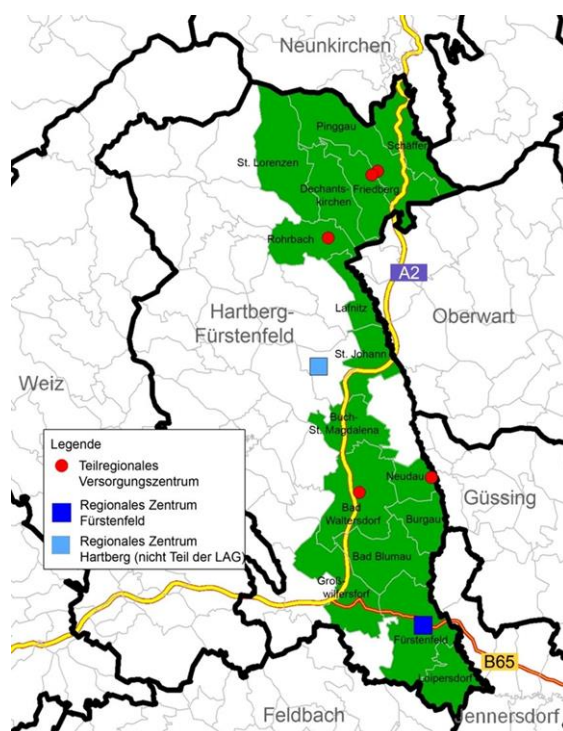 Neunkirchen
Pinggau
Schäffern
St. Lorenzen
Dechants-
kirchen
Friedberg
Rohrbach
A2
Lafnitz
Hartberg-
Fürstenfeld
Oberwart
St. Johann
Weiz
Buch-
St. Magdalena
Legende
Teilregionales
Versorgungszentrum
Regionales Zentrum
Fürstenfeld
Regionales Zentrum
Hartberg (nicht Teil der LAG)
Neudau
Güssing
Bad
Waltersdorf
Burgau
Bad Blumau
Groß-
wilfersdorf
Fürstenfeld
B65
Loipersdorf
Feldbach
Jennersdorf